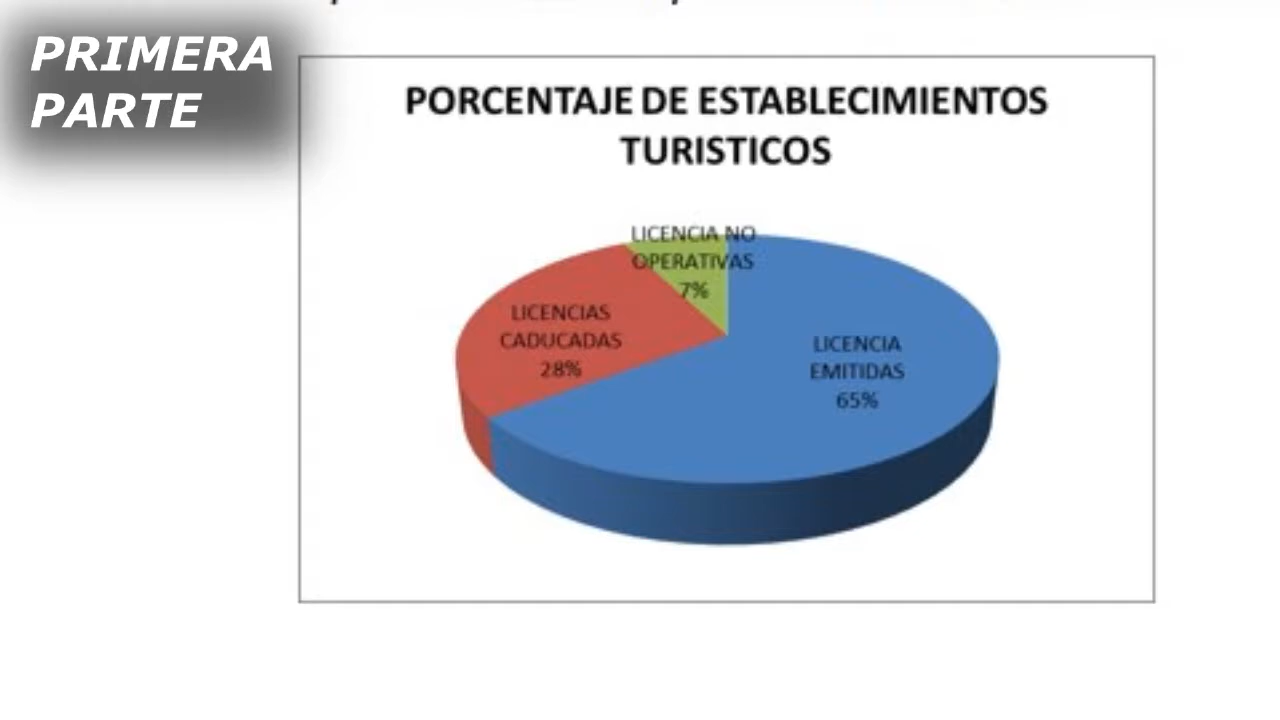 PRIMERA
PARTE
PORCENTAJE DE ESTABLECIMIENTOS
TURISTICOS
LICENCIA NO
OPERATIVAS
7%
LICENCIAS
CADUCADAS
28%
LICENCIA
EMITIDAS
65%